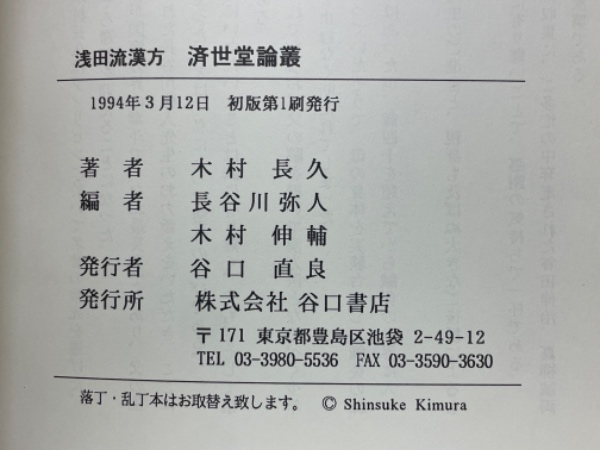 浅田流漢方 済世堂論叢
1994年3月12日 初版第1刷発行
著者 木村長久
編者 長谷川弥人
木村伸輔
発行者 谷口直良
発行所 株式会社 谷口書店
〒171 東京都豊島区池袋 2-49-12
TEL 03-3980-5536 FAX 03-3590-3630
落丁・乱丁本はお取替え致します。 © Shinsuke Kimura